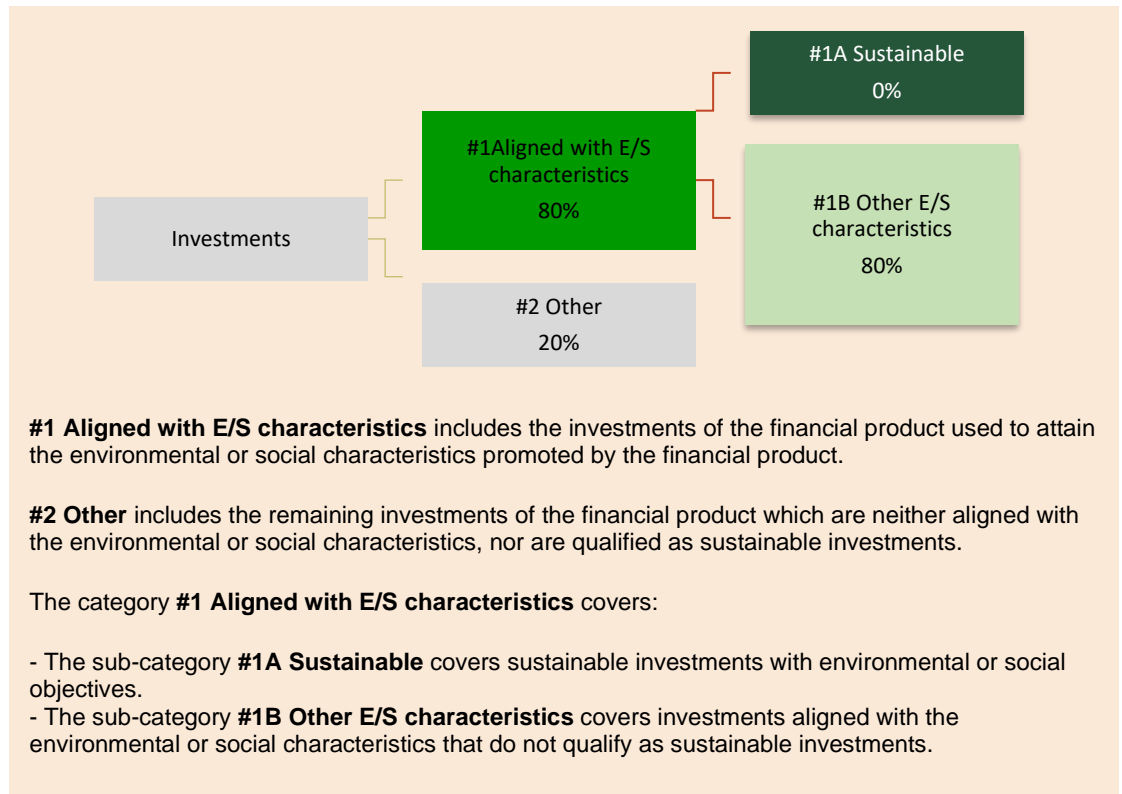 #1A Sustainable
0%
#1Aligned with E/S
characteristics
80%
#1B Other E/S
characteristics
80%
Investments
#2 Other
20%
#1 Aligned with E/S characteristics includes the investments of the financial product used to attain
the environmental or social characteristics promoted by the financial product.
#2 Other includes the remaining investments of the financial product which are neither aligned with
the environmental or social characteristics, nor are qualified as sustainable investments.
The category #1 Aligned with E/S characteristics covers:
- The sub-category #1A Sustainable covers sustainable investments with environmental or social
objectives.
- The sub-category #1B Other E/S characteristics covers investments aligned with the
environmental or social characteristics that do not qualify as sustainable investments.